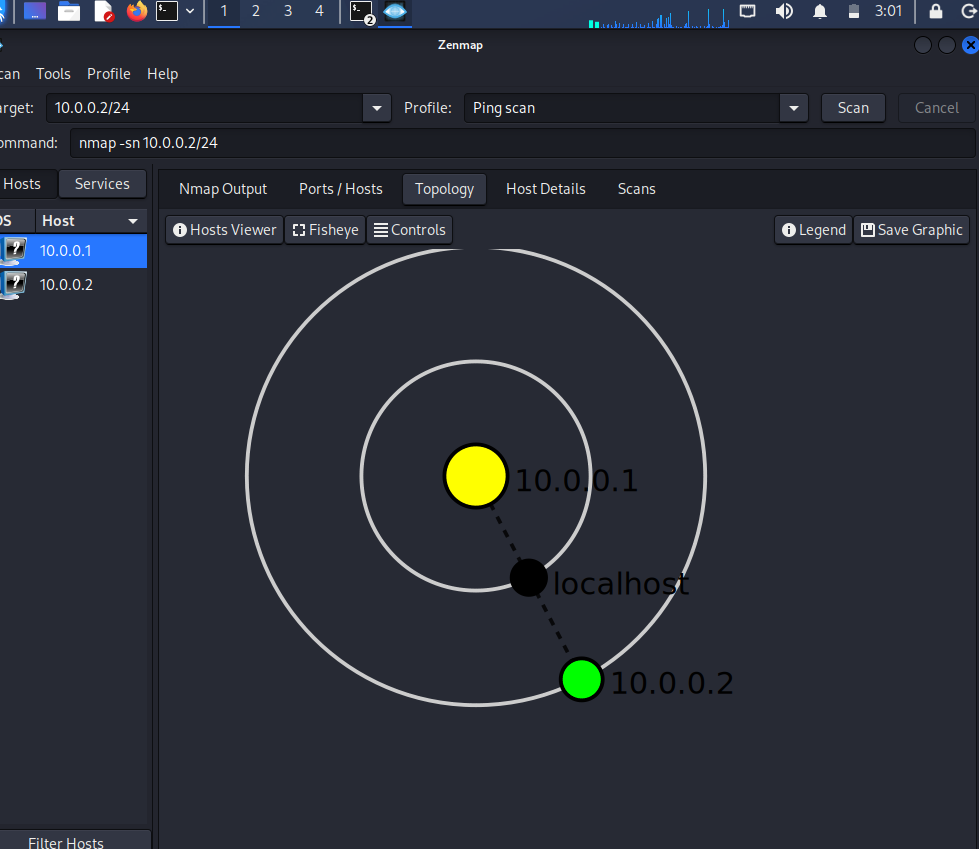 1 2 3 4 2 3:01
Zenmap
can Tools Profile Help
arget: 10.0.0.2/24 Profile: Ping scan Scan Cancel
ommand: nmap -sn 10.0.0.2/24
Hosts Services Nmap Output Ports / Hosts Topology Host Details Scans
OS Host Hosts Viewer Fisheye Controls Legend Save Graphic
10.0.0.1
10.0.0.2
10.0.0.1
localhost
10.0.0.2
Filter Hosts